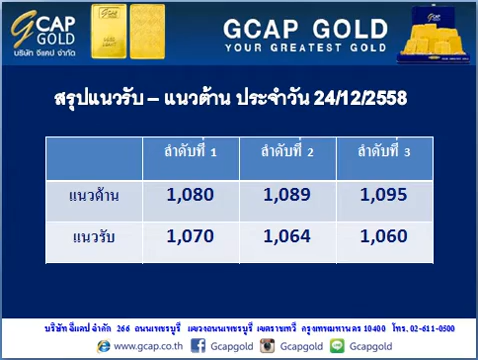 GCAP
GOLD
บริษัท จีแคป จำกัด
GCAP GOLD
YOUR GREATEST GOLD
สรุปแนวรับ – แนวต้าน ประจำวัน 24/12/2558
ลำดับที่ 1 ลำดับที่ 2 ลำดับที่ 3
แนวต้าน 1,080 1,089 1,095
แนวรับ 1,070 1,064 1,060
บริษัท จีแคป จำกัด 266 ถนนเพชรบุรี แขวงถนนเพชรบุรี เขตราชเทวี กรุงเทพมหานคร 10400 โทร. 02-611-0500
www.gcap.co.th Gcapgold Gcapgold Gcapgold